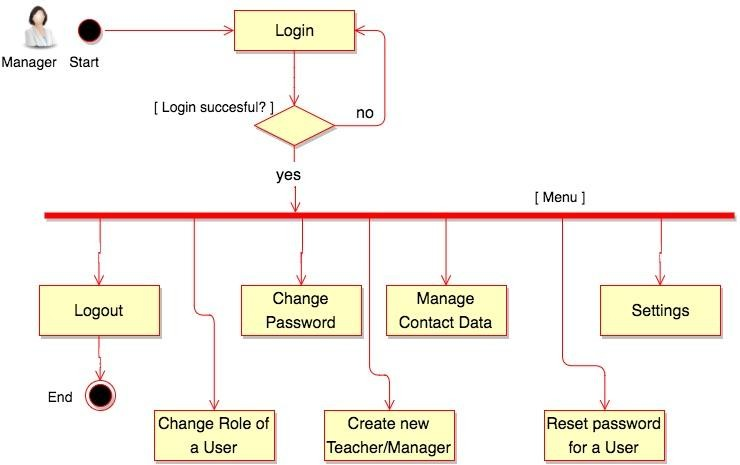 Manager
Start
Login
[ Login succesful? ]
no
yes
[ Menu ]
Logout
Change
Password
Manage
Contact Data
Settings
End
Change Role of
a User
Create new
Teacher/Manager
Reset password
for a User